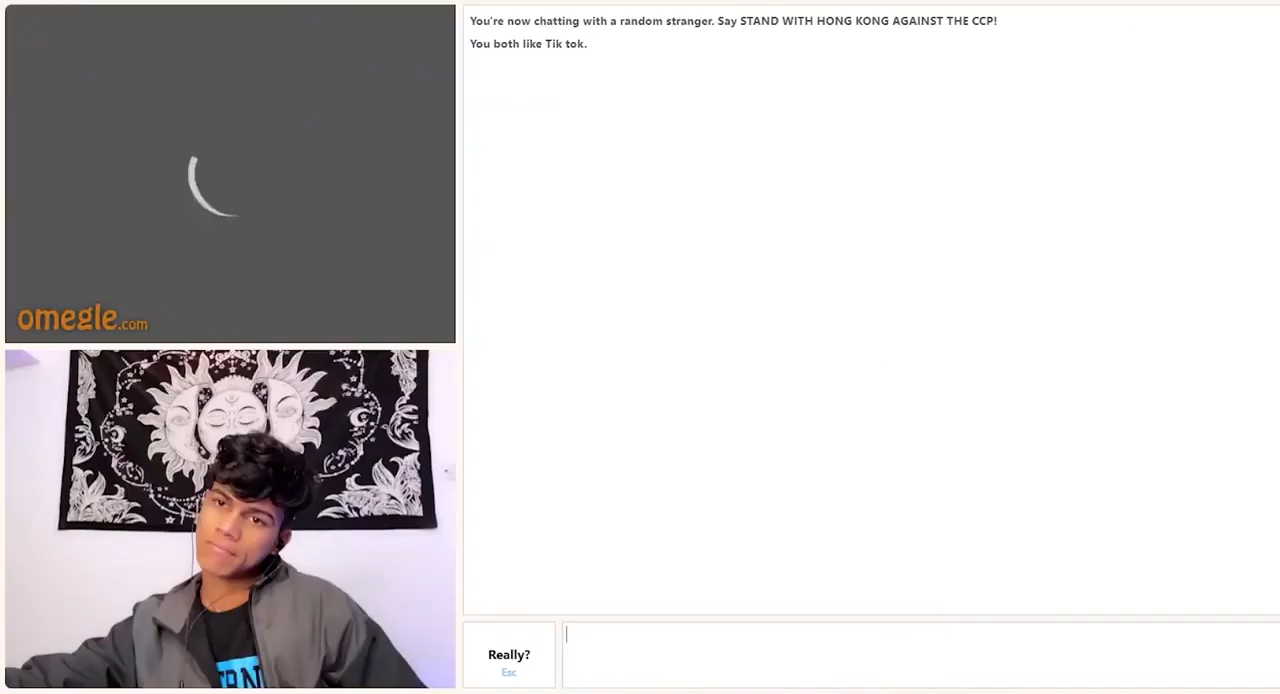 You're now chatting with a random stranger. Say STAND WITH HONG KONG AGAINST THE CCP!
You both like Tik tok.
omegle.com
Really?
Esc